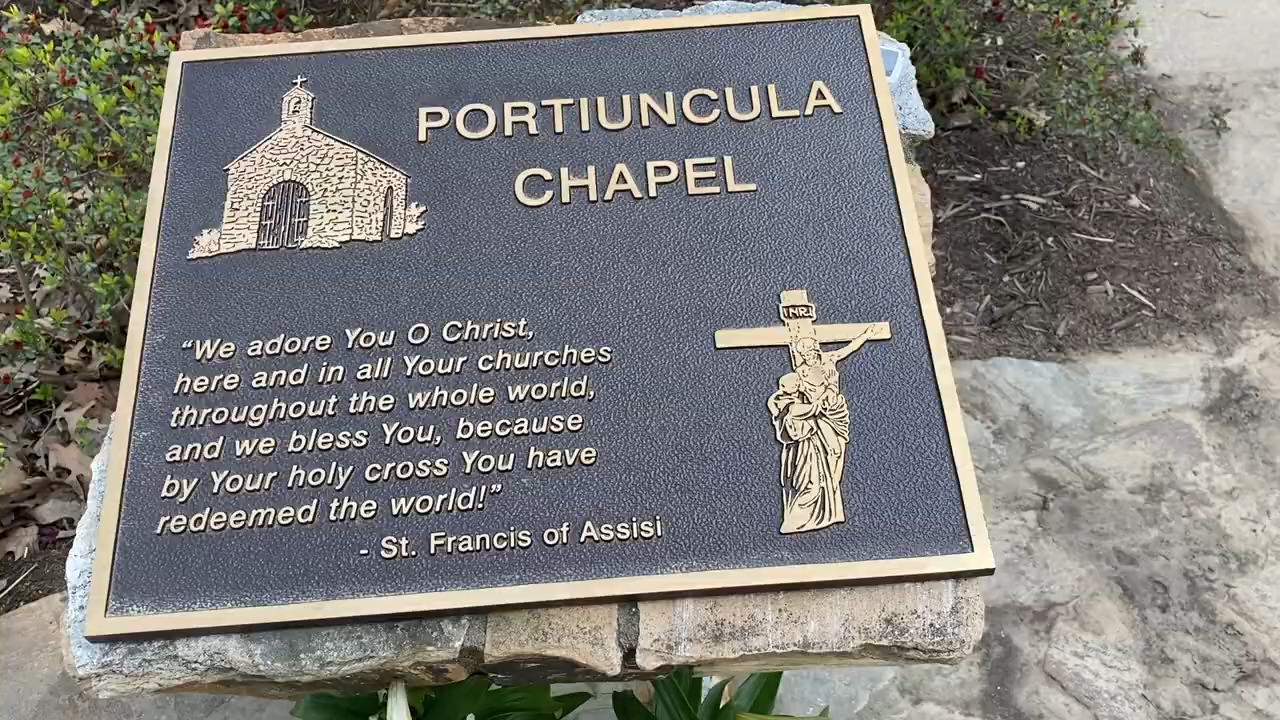 PORTIUNCULA
CHAPEL
INRI
“We adore You O Christ,
here and in all Your churches
throughout the whole world,
and we bless You, because
by Your holy cross You have
redeemed the world!”
- St. Francis of Assisi